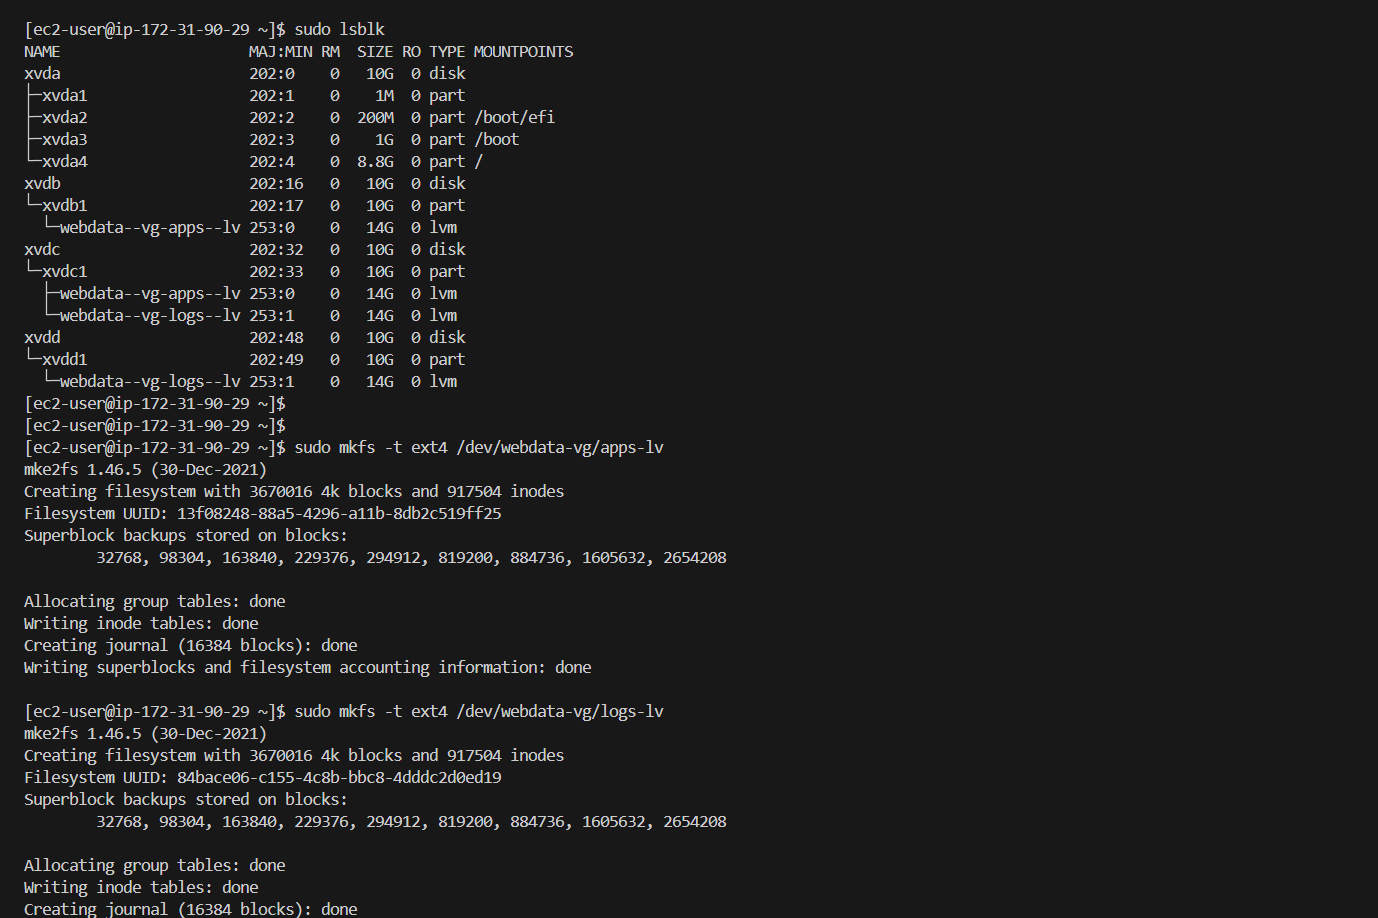 [ec2-user@ip-172-31-90-29 ~]$ sudo lsblk
NAME                     MAJ:MIN RM  SIZE RO TYPE MOUNTPOINTS
xvda                     202:0    0   10G  0 disk
├─xvda1                  202:1    0    1M  0 part
├─xvda2                  202:2    0  200M  0 part /boot/efi
├─xvda3                  202:3    0    1G  0 part /boot
└─xvda4                  202:4    0  8.8G  0 part /
xvdb                     202:16   0   10G  0 disk
└─xvdb1                  202:17   0   10G  0 part
  └─webdata--vg-apps--lv 253:0    0   14G  0 lvm
xvdc                     202:32   0   10G  0 disk
└─xvdc1                  202:33   0   10G  0 part
  ├─webdata--vg-apps--lv 253:0    0   14G  0 lvm
  └─webdata--vg-logs--lv 253:1    0   14G  0 lvm
xvdd                     202:48   0   10G  0 disk
└─xvdd1                  202:49   0   10G  0 part
  └─webdata--vg-logs--lv 253:1    0   14G  0 lvm
[ec2-user@ip-172-31-90-29 ~]$
[ec2-user@ip-172-31-90-29 ~]$
[ec2-user@ip-172-31-90-29 ~]$ sudo mkfs -t ext4 /dev/webdata-vg/apps-lv
mke2fs 1.46.5 (30-Dec-2021)
Creating filesystem with 3670016 4k blocks and 917504 inodes
Filesystem UUID: 13f08248-88a5-4296-a11b-8db2c519ff25
Superblock backups stored on blocks:
        32768, 98304, 163840, 229376, 294912, 819200, 884736, 1605632, 2654208

Allocating group tables: done
Writing inode tables: done
Creating journal (16384 blocks): done
Writing superblocks and filesystem accounting information: done

[ec2-user@ip-172-31-90-29 ~]$ sudo mkfs -t ext4 /dev/webdata-vg/logs-lv
mke2fs 1.46.5 (30-Dec-2021)
Creating filesystem with 3670016 4k blocks and 917504 inodes
Filesystem UUID: 84bace06-c155-4c8b-bbc8-4dddc2d0ed19
Superblock backups stored on blocks:
        32768, 98304, 163840, 229376, 294912, 819200, 884736, 1605632, 2654208

Allocating group tables: done
Writing inode tables: done
Creating journal (16384 blocks): done